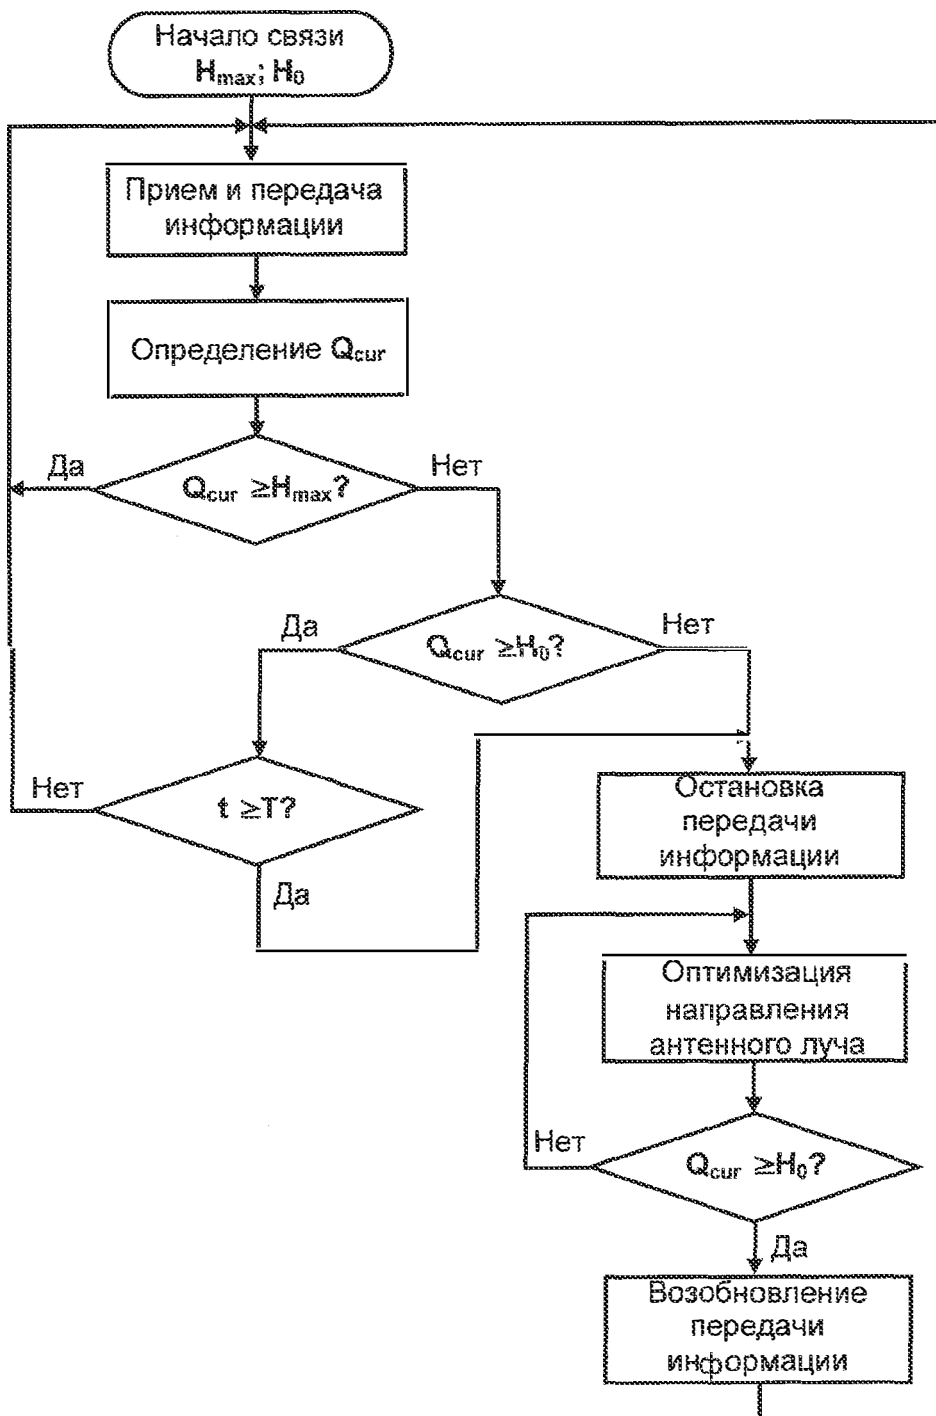 Начало связи
Hmax; H0
Прием и передача
информации
Определение Qcur
Да
Qcur ≥Hmax?
Нет
Да
Qcur ≥H0?
Нет
Нет
t ≥T?
Да
Остановка
передачи
информации
Оптимизация
направления
антенного луча
Нет
Qcur ≥H0?
Да
Возобновление
передачи
информации